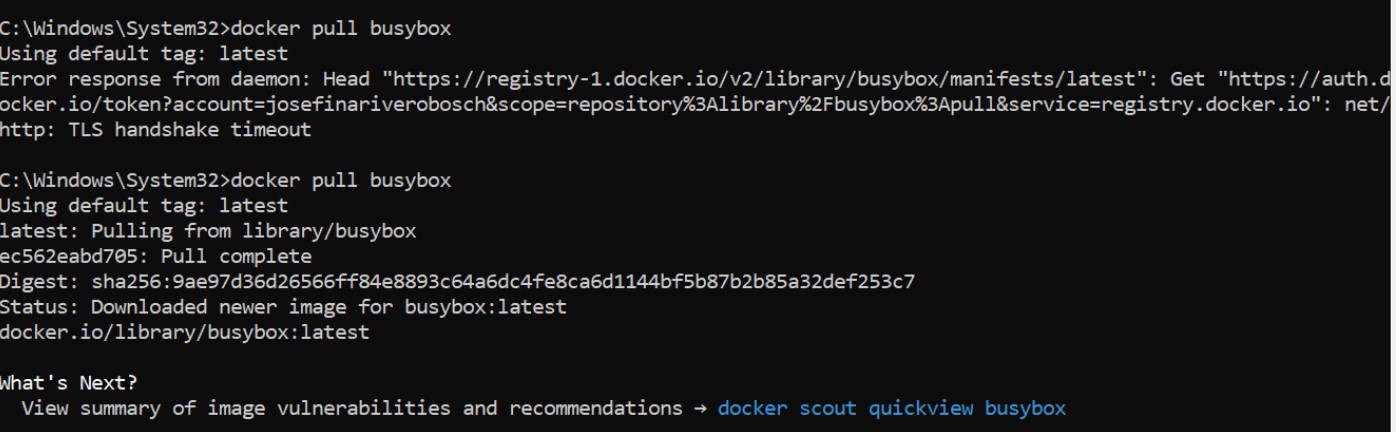 C:\Windows\System32>docker pull busybox
Using default tag: latest
Error response from daemon: Head "https://registry-1.docker.io/v2/library/busybox/manifests/latest": Get "https://auth.d
ocker.io/token?account=josefinariverobosch&scope=repository%3Alibrary%2Fbusybox%3Apull&service=registry.docker.io": net/
http: TLS handshake timeout
C:\Windows\System32>docker pull busybox
Using default tag: latest
latest: Pulling from library/busybox
ec562eabd705: Pull complete
Digest: sha256:9ae97d36d26566ff84e8893c64a6dc4fe8ca6d1144bf5b87b2b85a32def253c7
Status: Downloaded newer image for busybox:latest
docker.io/library/busybox:latest
What's Next?
View summary of image vulnerabilities and recommendations → docker scout quickview busybox